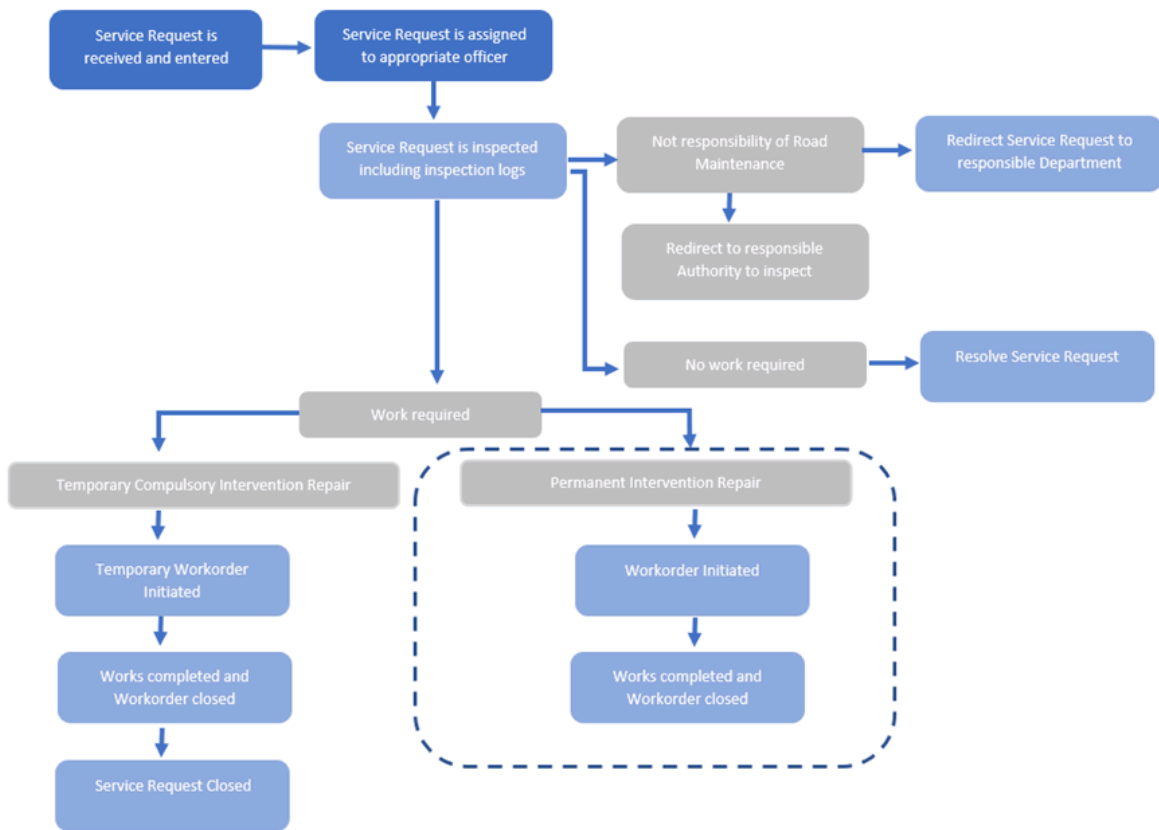 Service Request is
received and entered
Service Request is assigned
to appropriate officer
Service Request is inspected
including inspection logs
Not responsibility of Road
Maintenance
Redirect Service Request to
responsible Department
Redirect to responsible
Authority to inspect
No work required
Resolve Service Request
Work required
Temporary Compulsory Intervention Repair
Permanent Intervention Repair
Temporary Workorder
Initiated
Workorder Initiated
Works completed and
Workorder closed
Works completed and
Workorder closed
Service Request Closed